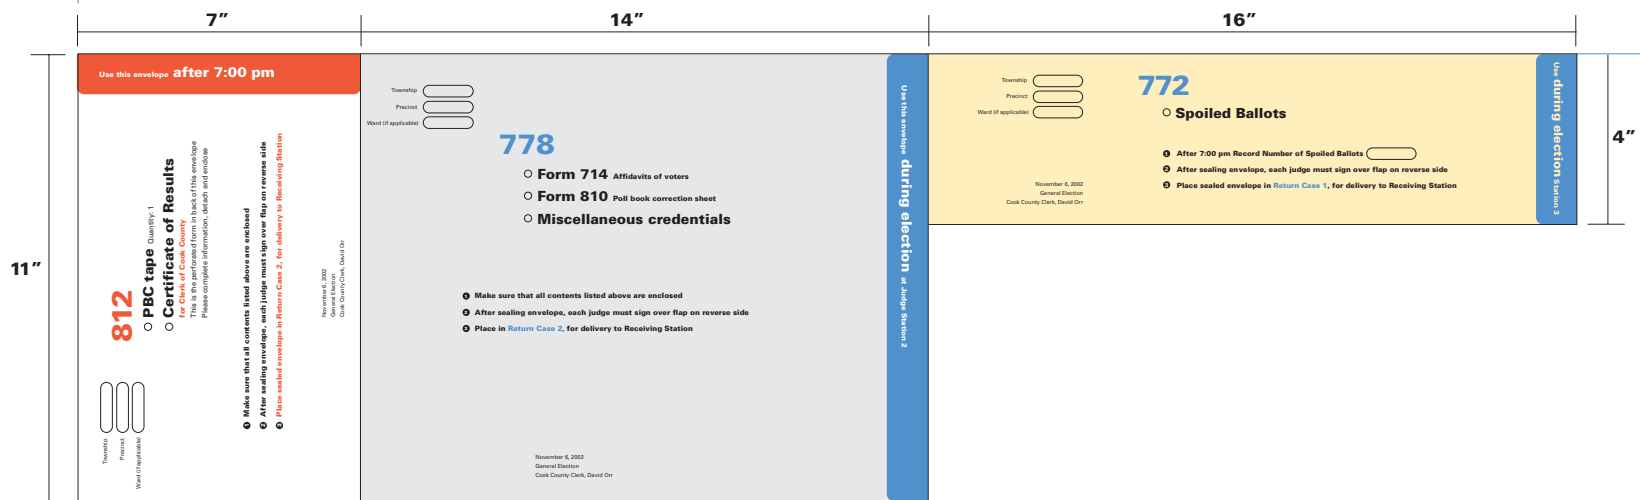 7”
14”
16”
11”
4”
Use this envelope after 7:00 pm
812
PBC tape Quantity: 1
Certificate of Results
for Clerk of Cook County
This is the perforated form in back of this envelope
Please complete information, detach and enclose
1 Make sure that all contents listed above are enclosed
2 After sealing envelope, each judge must sign over flap on reverse side
3 Place sealed envelope in Return Case 2, for delivery to Receiving Station
November 6, 2002
General Election
Cook County Clerk, David Orr
Township
Precinct
Ward (if applicable)
Township
Precinct
Ward (if applicable)
778
Form 714 Affidavits of voters
Form 810 Poll book correction sheet
Miscellaneous credentials
1 Make sure that all contents listed above are enclosed
2 After sealing envelope, each judge must sign over flap on reverse side
3 Place in Return Case 2, for delivery to Receiving Station
November 6, 2002
General Election
Cook County Clerk, David Orr
Use this envelope during election at Judge Station 2
Township
Precinct
Ward (if applicable)
772
Spoiled Ballots
1 After 7:00 pm Record Number of Spoiled Ballots
2 After sealing envelope, each judge must sign over flap on reverse side
3 Place sealed envelope in Return Case 1, for delivery to Receiving Station
November 6, 2002
General Election
Cook County Clerk, David Orr
Use during election Station 3